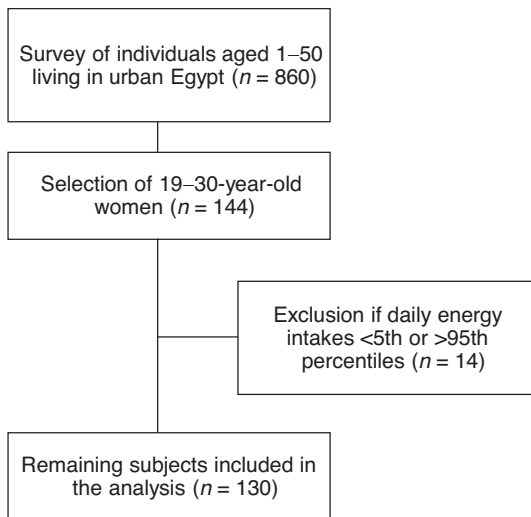 Survey of individuals aged 1–50
living in urban Egypt (n = 860)
Selection of 19–30-year-old
women (n = 144)
Exclusion if daily energy
intakes <5th or >95th
percentiles (n = 14)
Remaining subjects included in
the analysis (n = 130)